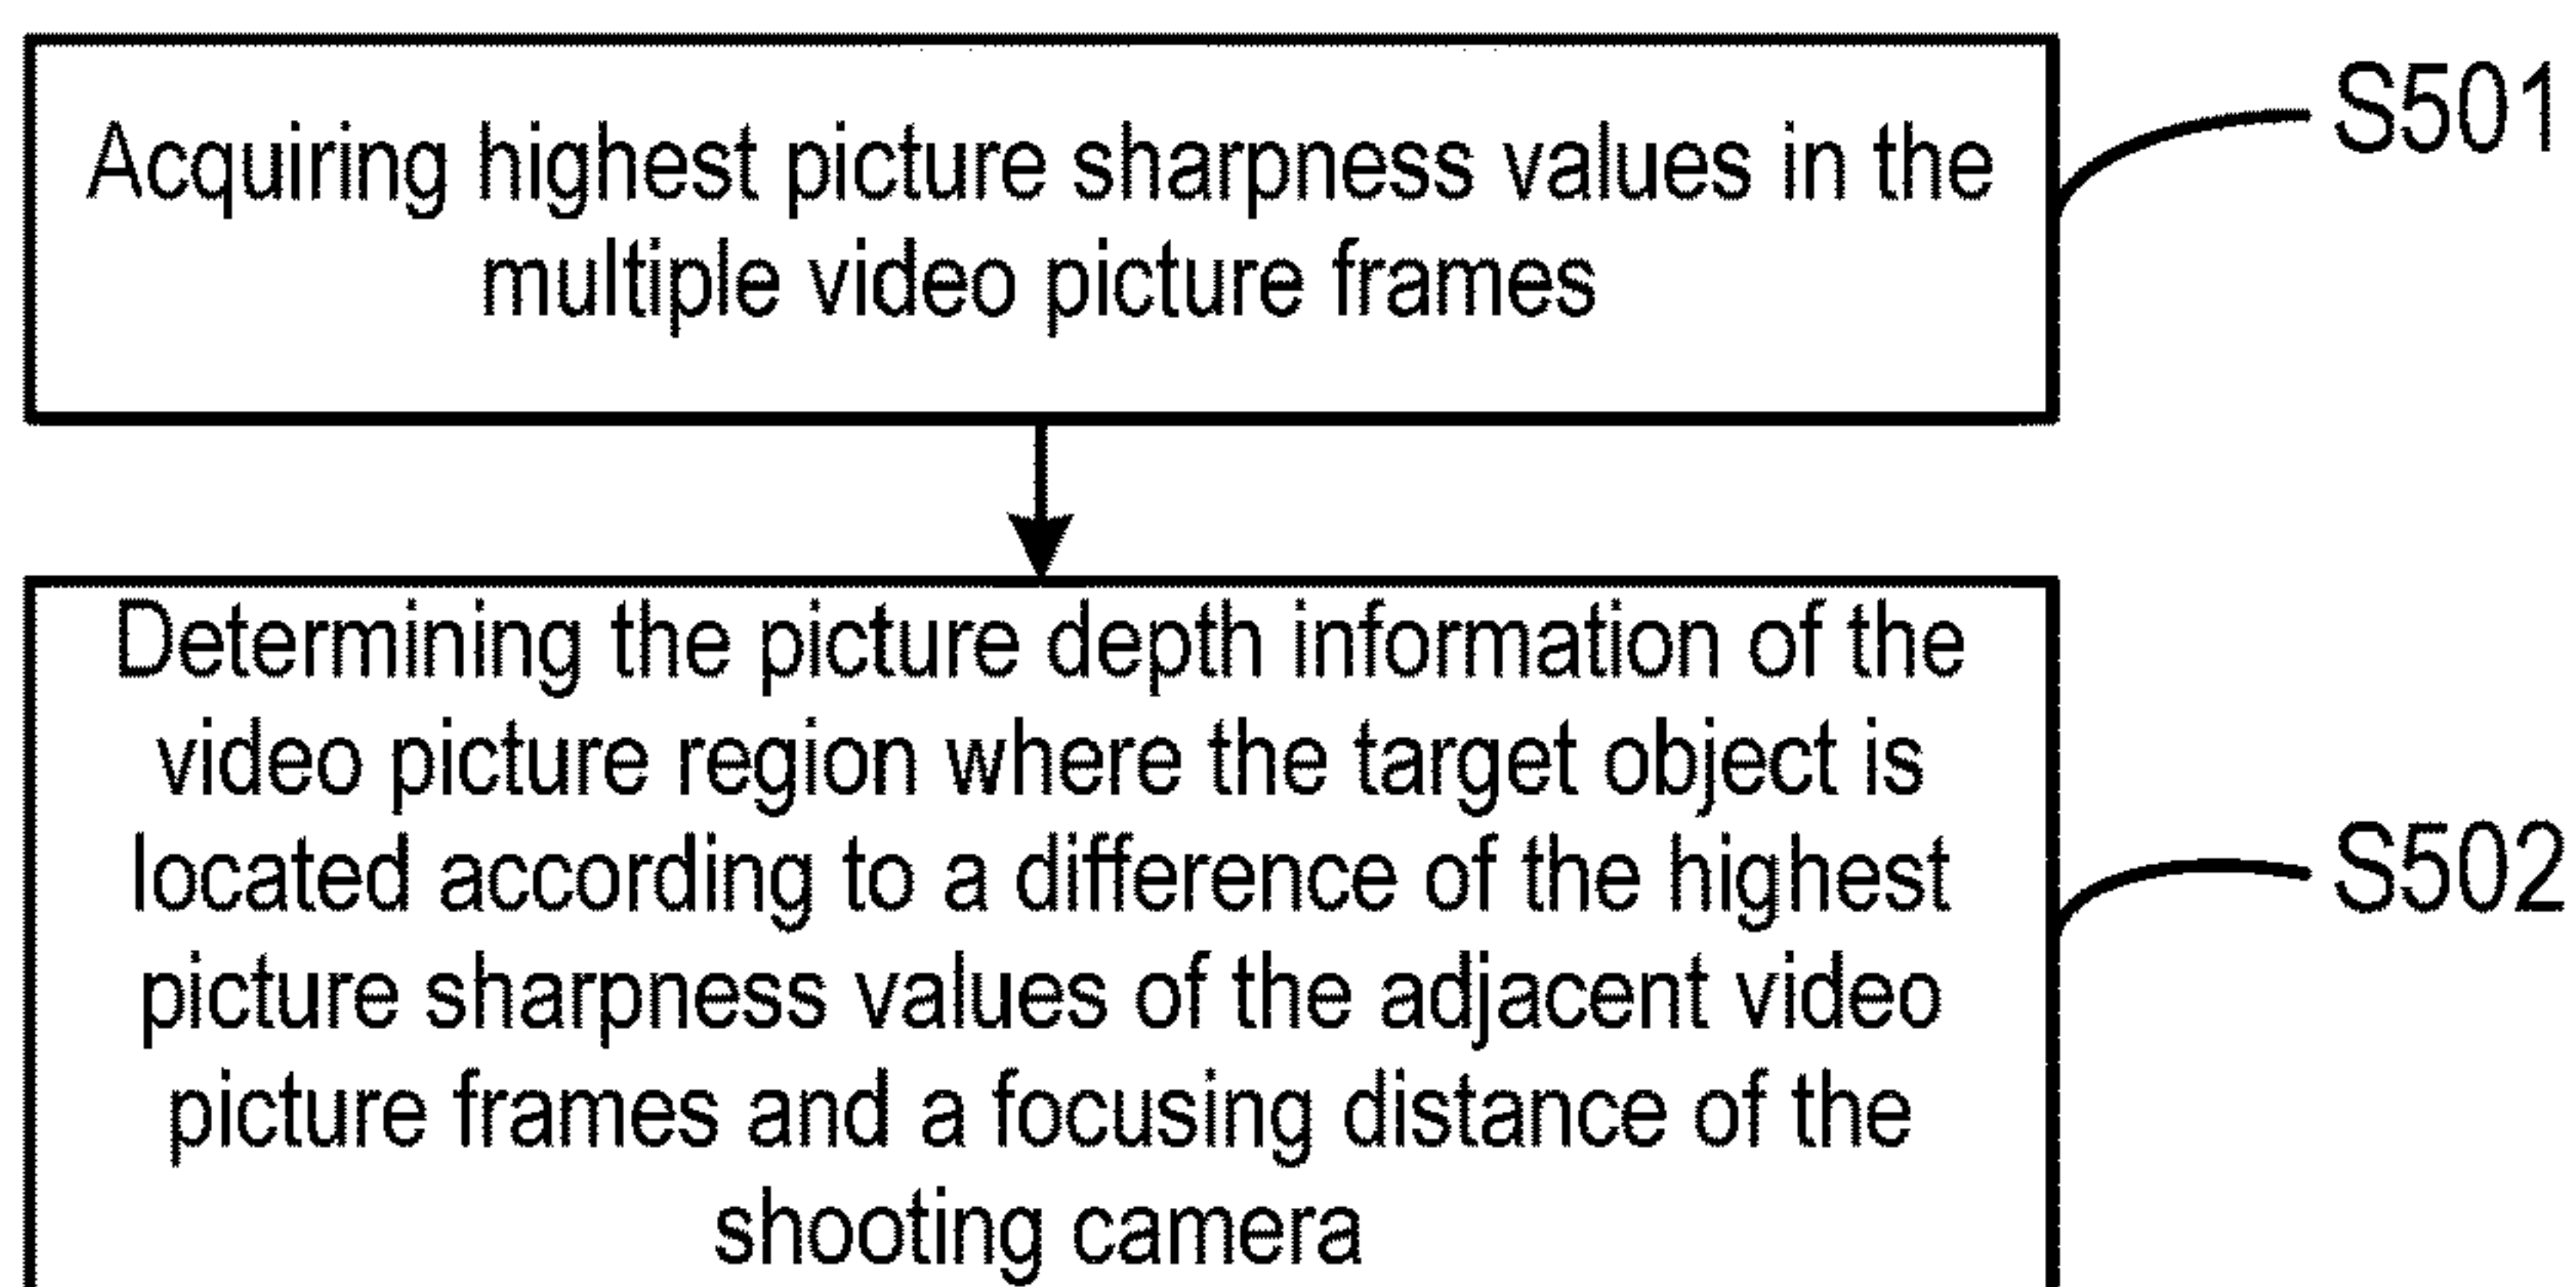 Acquiring highest picture sharpness values in the
multiple video picture frames
S501
Determining the picture depth information of the
video picture region where the target object is
located according to a difference of the highest
picture sharpness values of the adjacent video
picture frames and a focusing distance of the
shooting camera
S502